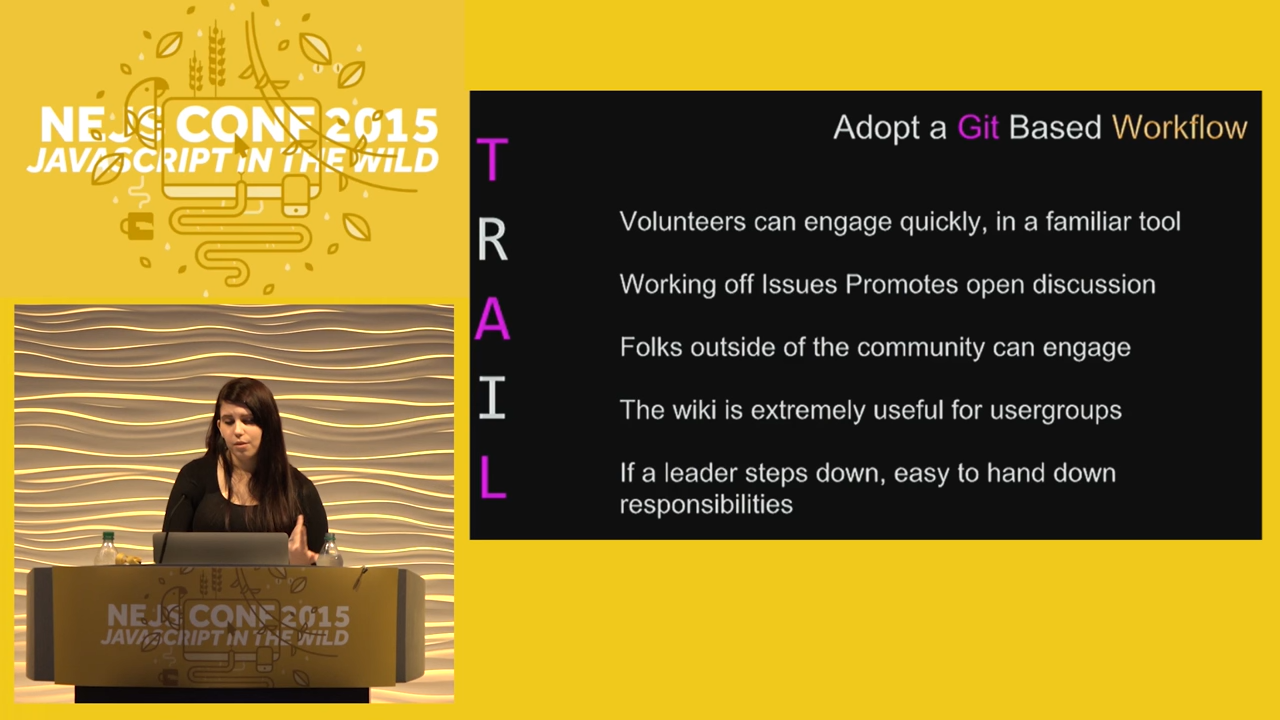 NEJS CONF 2015
JAVASCRIPT IN THE WILD
Adopt a Git Based Workflow
T
R
A
I
L
Volunteers can engage quickly, in a familiar tool
Working off Issues Promotes open discussion
Folks outside of the community can engage
The wiki is extremely useful for usergroups
If a leader steps down, easy to hand down
responsibilities
NEJS CONF 2015
JAVASCRIPT IN THE WILD